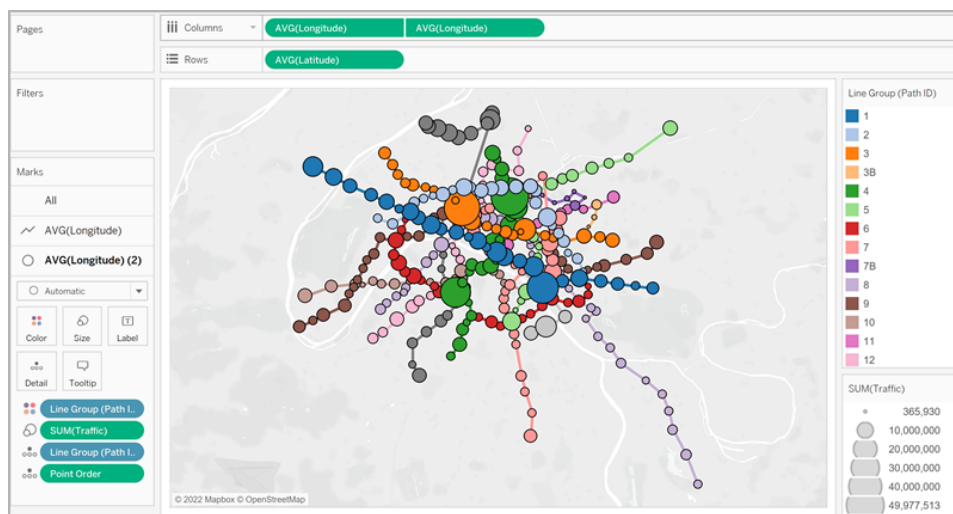 Pages
Columns
AVG(Longitude)
AVG(Longitude)
Rows
AVG(Latitude)
Filters
Marks
All
AVG(Longitude)
AVG(Longitude) (2)
Automatic
Color
Size
Label
Detail
Tooltip
Line Group (Path I..
SUM(Traffic)
Line Group (Path I..
Point Order
© 2022 Mapbox © OpenStreetMap
Line Group (Path ID)
1
2
3
3B
4
5
6
7
7B
8
9
10
11
12
SUM(Traffic)
365,930
10,000,000
20,000,000
30,000,000
40,000,000
49,977,513